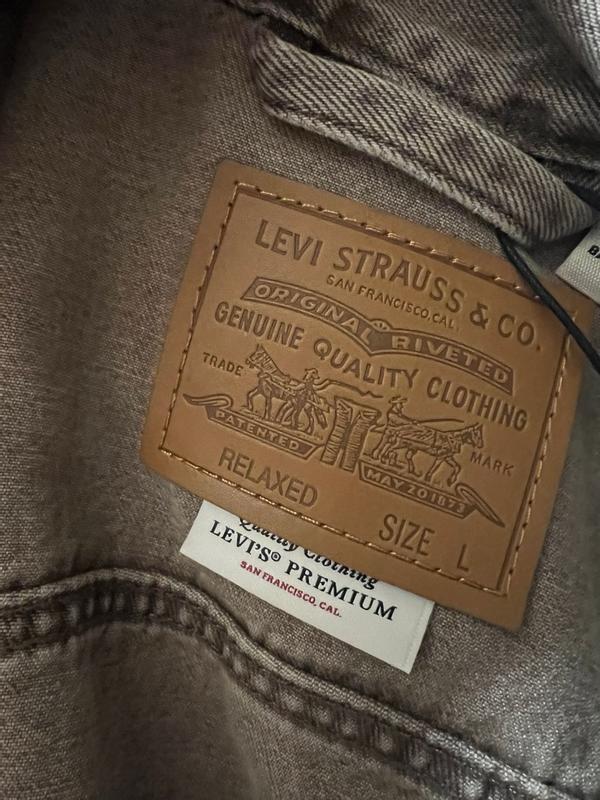 LEVI STRAUSS & CO.
SAN FRANCISCO, CAL.
ORIGINAL RIVETED
GENUINE QUALITY CLOTHING
TRADE MARK
PATENTED MAY 20 1873
RELAXED SIZE L
Quality Clothing
LEVI'S® PREMIUM
SAN FRANCISCO, CAL.